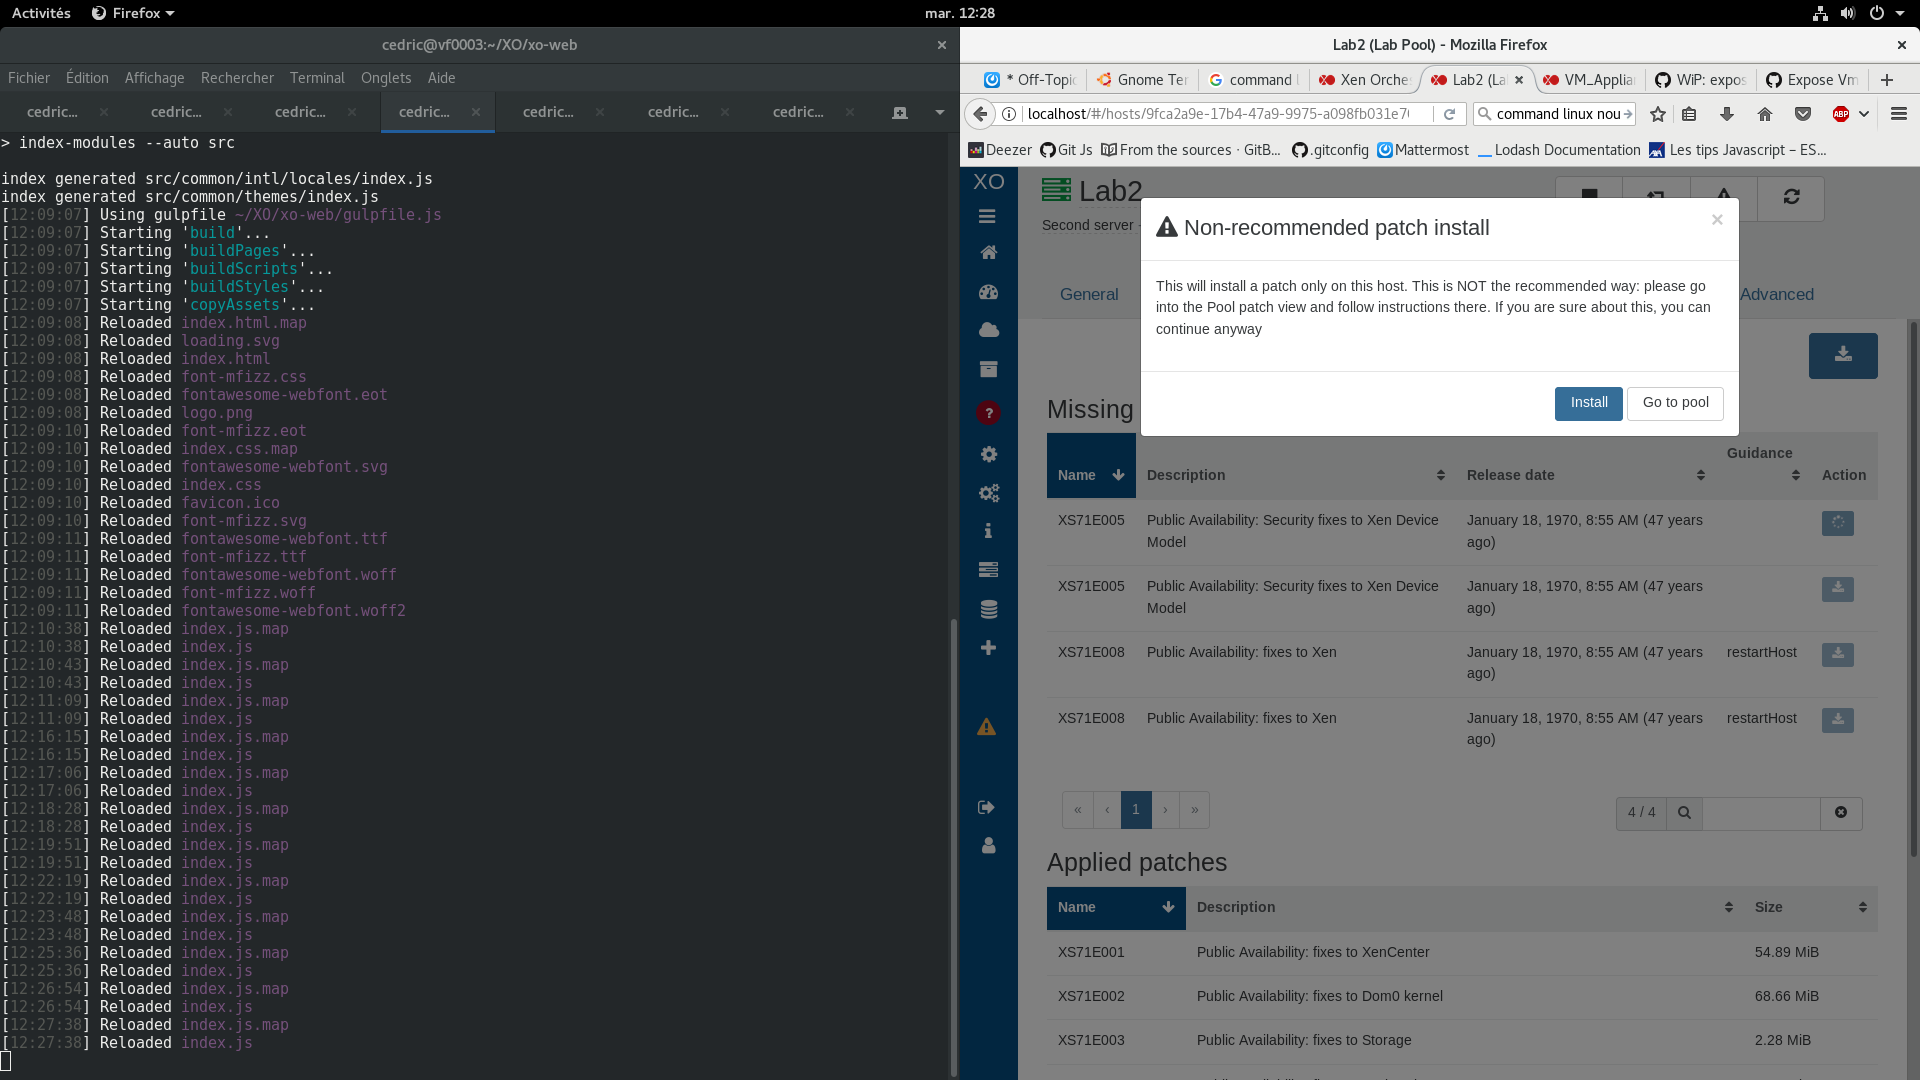 Activités
Firefox
mar. 12:28
cedric@vf0003:~/XO/xo-web
Fichier Édition Affichage Rechercher Terminal Onglets Aide
cedric... cedric... cedric... cedric... cedric... cedric... cedric...
> index-modules --auto src
index generated src/common/intl/locales/index.js
index generated src/common/themes/index.js
[12:09:07] Using gulpfile ~/XO/xo-web/gulpfile.js
[12:09:07] Starting 'build'...
[12:09:07] Starting 'buildPages'...
[12:09:07] Starting 'buildScripts'...
[12:09:07] Starting 'buildStyles'...
[12:09:07] Starting 'copyAssets'...
[12:09:08] Reloaded index.html.map
[12:09:08] Reloaded loading.svg
[12:09:08] Reloaded index.html
[12:09:08] Reloaded font-mfizz.css
[12:09:08] Reloaded fontawesome-webfont.eot
[12:09:08] Reloaded logo.png
[12:09:10] Reloaded font-mfizz.eot
[12:09:10] Reloaded index.css.map
[12:09:10] Reloaded fontawesome-webfont.svg
[12:09:10] Reloaded index.css
[12:09:10] Reloaded favicon.ico
[12:09:10] Reloaded font-mfizz.svg
[12:09:11] Reloaded fontawesome-webfont.ttf
[12:09:11] Reloaded font-mfizz.ttf
[12:09:11] Reloaded fontawesome-webfont.woff
[12:09:11] Reloaded font-mfizz.woff
[12:09:11] Reloaded fontawesome-webfont.woff2
[12:10:38] Reloaded index.js.map
[12:10:38] Reloaded index.js
[12:10:43] Reloaded index.js.map
[12:10:43] Reloaded index.js
[12:11:09] Reloaded index.js.map
[12:11:09] Reloaded index.js
[12:16:15] Reloaded index.js.map
[12:16:15] Reloaded index.js
[12:17:06] Reloaded index.js.map
[12:17:06] Reloaded index.js
[12:18:28] Reloaded index.js.map
[12:18:28] Reloaded index.js
[12:19:51] Reloaded index.js.map
[12:19:51] Reloaded index.js
[12:22:19] Reloaded index.js.map
[12:22:19] Reloaded index.js
[12:23:48] Reloaded index.js.map
[12:23:48] Reloaded index.js
[12:25:36] Reloaded index.js.map
[12:25:36] Reloaded index.js
[12:26:54] Reloaded index.js.map
[12:26:54] Reloaded index.js
[12:27:38] Reloaded index.js.map
[12:27:38] Reloaded index.js
Lab2 (Lab Pool) - Mozilla Firefox
* Off-Topic Gnome Ter command l Xen Orche Lab2 (La VM_Applian WiP: expos Expose Vm
localhost/#/hosts/9fca2a9e-17b4-47a9-9975-a098fb031e7 command linux nou ABP
Deezer Git Js From the sources · GitB... .gitconfig Mattermost Lodash Documentation Les tips Javascript – ES...
XO
Lab2
Second server -
General
Advanced
Non-recommended patch install
This will install a patch only on this host. This is NOT the recommended way: please go
into the Pool patch view and follow instructions there. If you are sure about this, you can
continue anyway
Install
Go to pool
Missing
Name Description Release date Guidance Action
XS71E005 Public Availability: Security fixes to Xen Device January 18, 1970, 8:55 AM (47 years
Model ago)
XS71E005 Public Availability: Security fixes to Xen Device January 18, 1970, 8:55 AM (47 years
Model ago)
XS71E008 Public Availability: fixes to Xen January 18, 1970, 8:55 AM (47 years restartHost
ago)
XS71E008 Public Availability: fixes to Xen January 18, 1970, 8:55 AM (47 years restartHost
ago)
« ‹ 1 › » 4 / 4
Applied patches
Name Description Size
XS71E001 Public Availability: fixes to XenCenter 54.89 MiB
XS71E002 Public Availability: fixes to Dom0 kernel 68.66 MiB
XS71E003 Public Availability: fixes to Storage 2.28 MiB